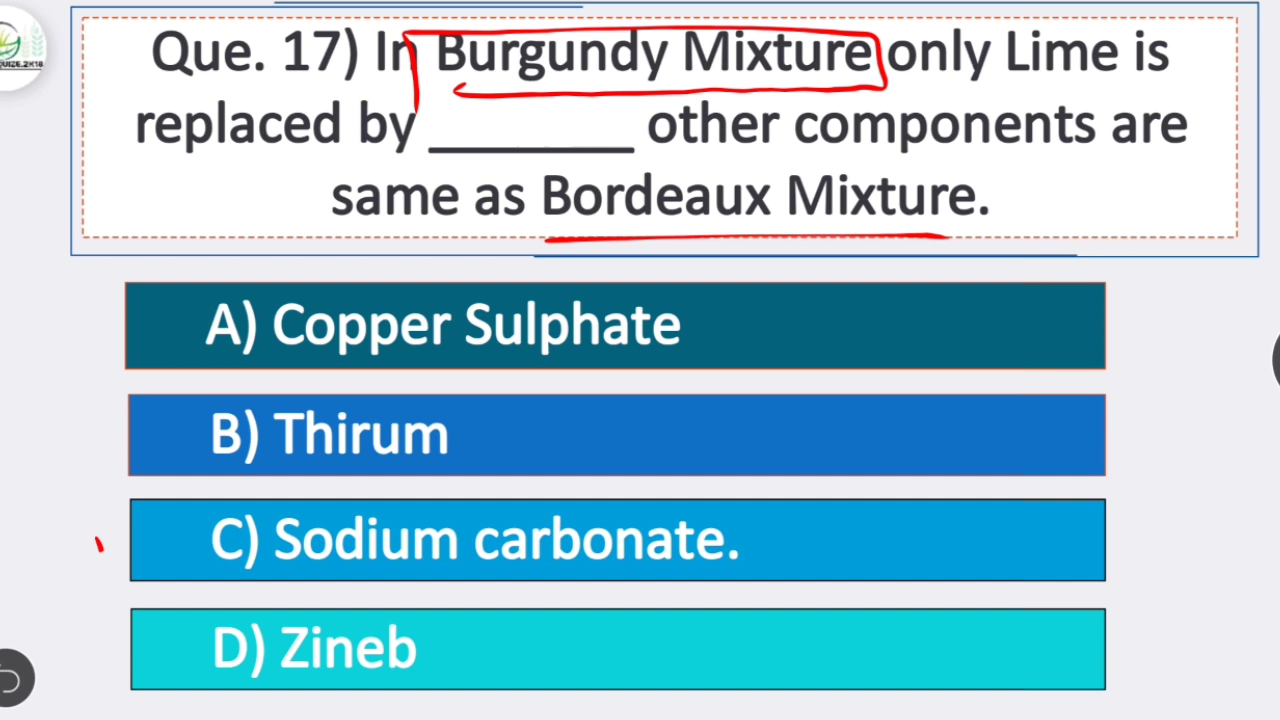 Que. 17) In Burgundy Mixture only Lime is
replaced by ________ other components are
same as Bordeaux Mixture.
A) Copper Sulphate
B) Thirum
C) Sodium carbonate.
D) Zineb